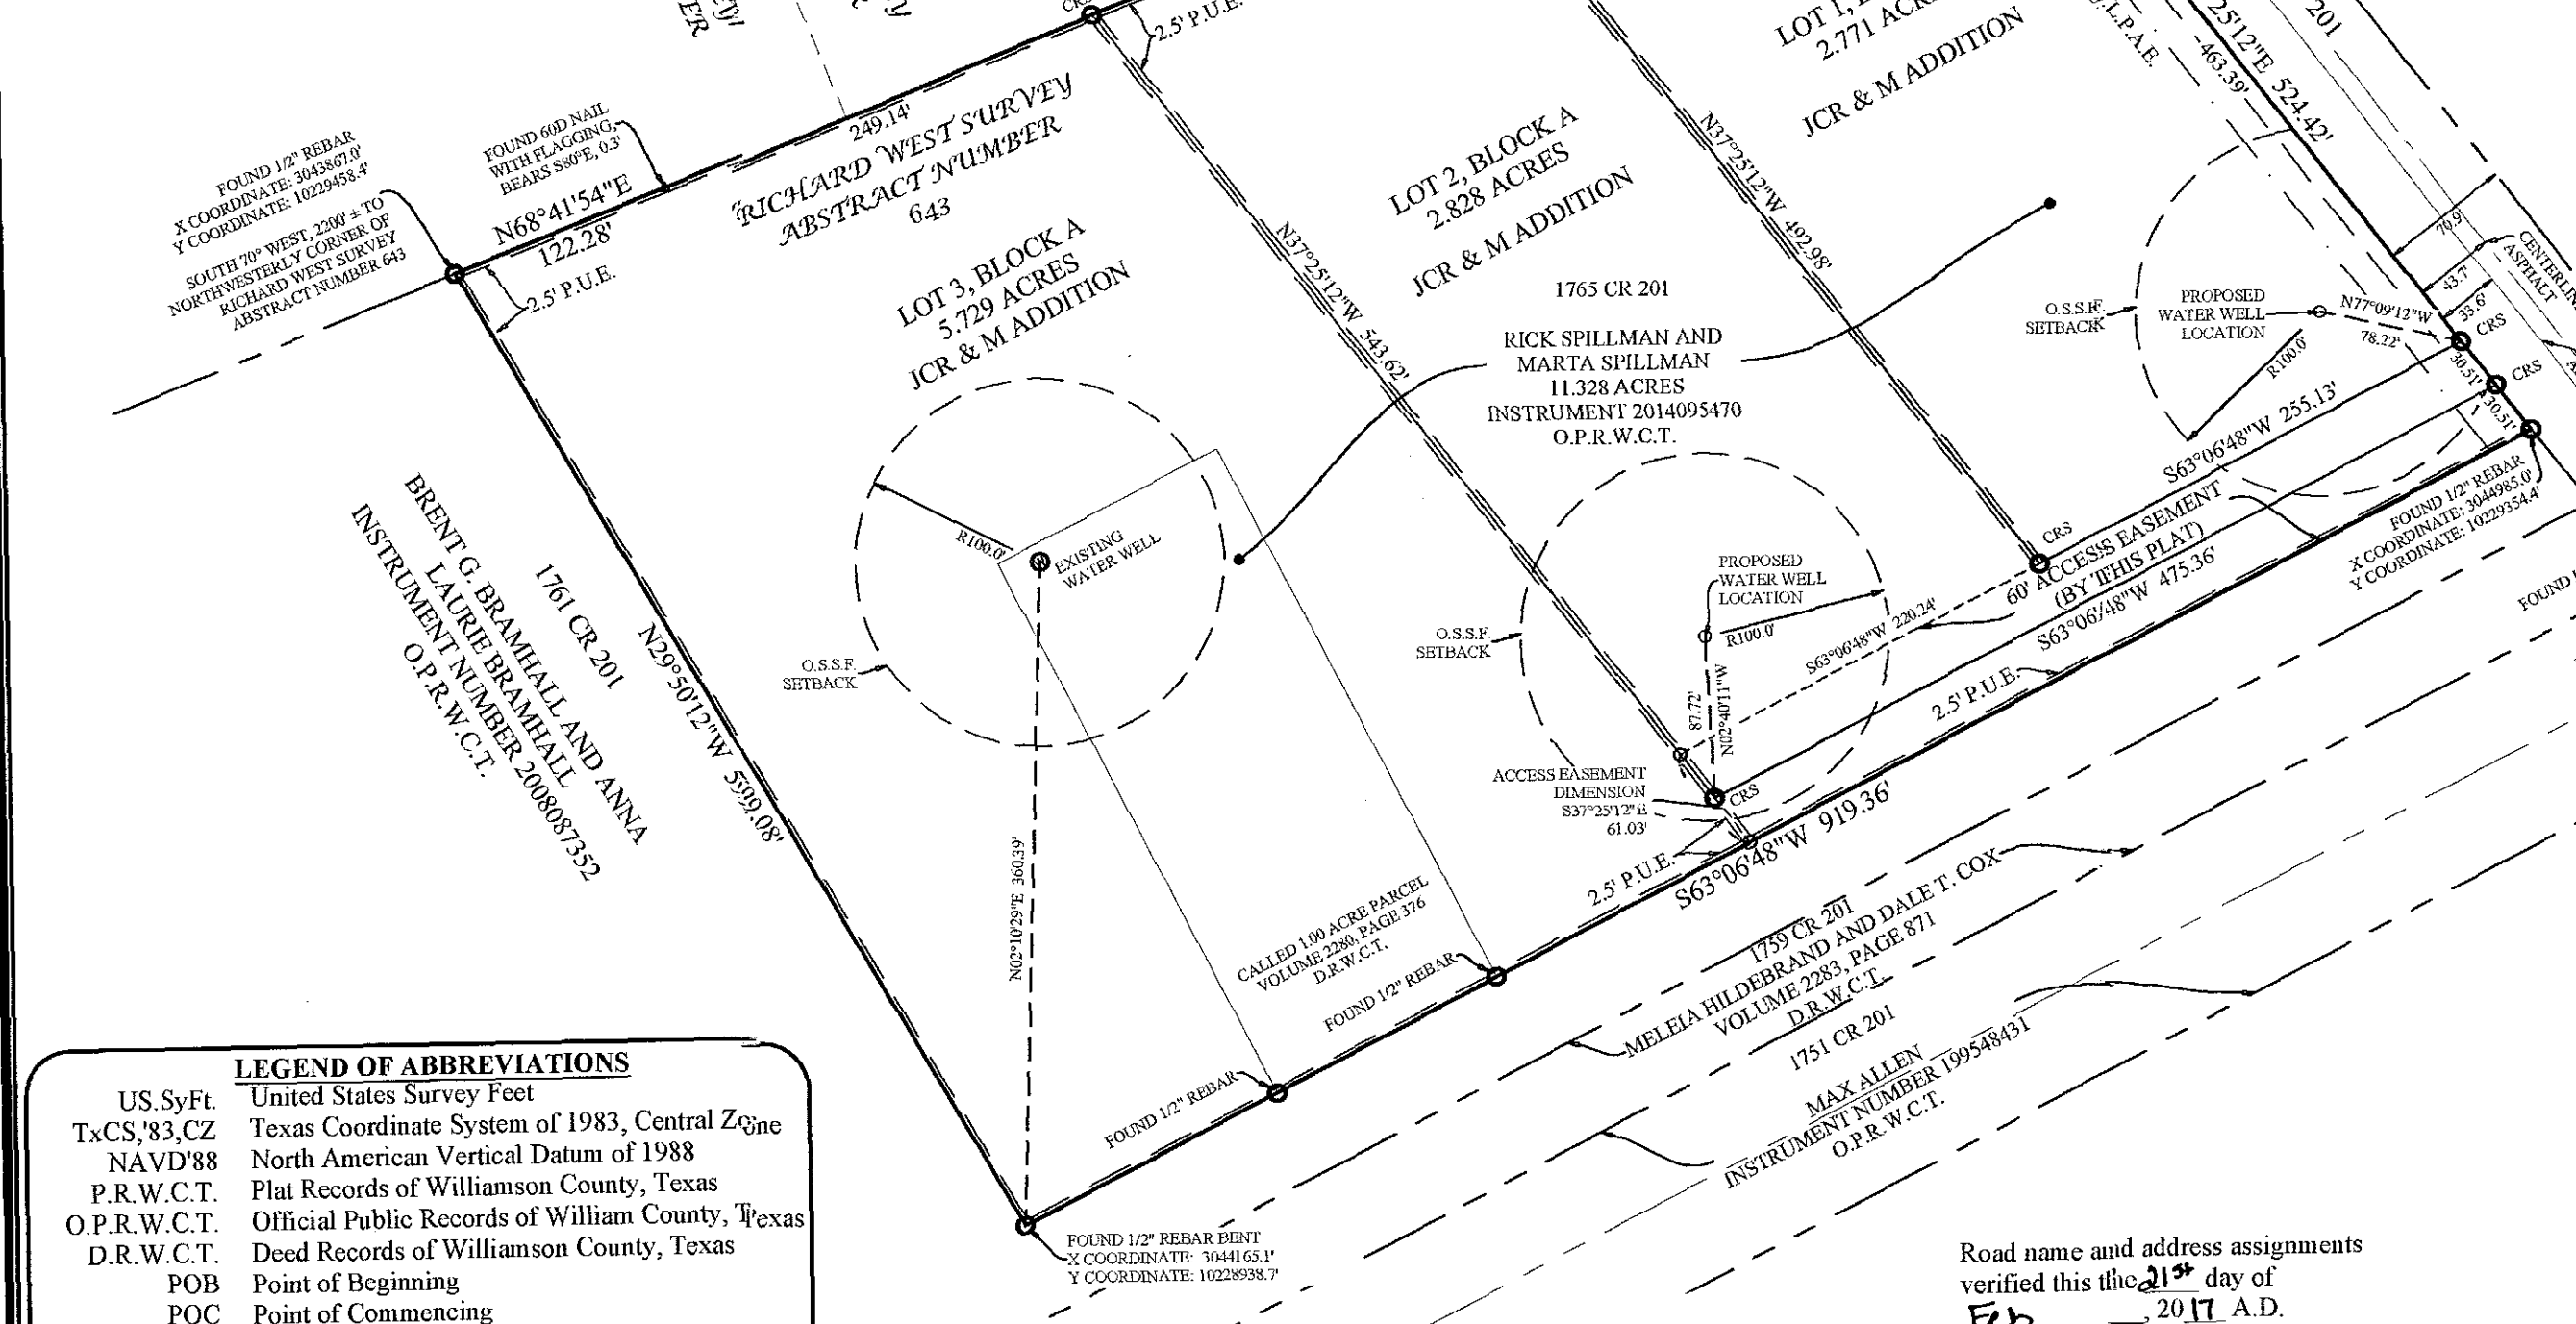 2.5' P.U.E.
LOT 1,
2.771
JCR & M ADDITION
25'12"E 524.42'
463.39'
201
L.P.A.E.
FOUND 1/2" REBAR
X COORDINATE: 3043867.0'
Y COORDINATE: 10229458.4'
SOUTH 70° WEST, 2200' ± TO
NORTHWESTERLY CORNER OF
RICHARD WEST SURVEY
ABSTRACT NUMBER 643
FOUND 60D NAIL
WITH FLAGGING,
BEARS S80°E, 0.3'
N68°41'54"E
122.28'
2.5' P.U.E.
249.14'
RICHARD WEST SURVEY
ABSTRACT NUMBER
643
LOT 3, BLOCK A
5.729 ACRES
JCR & M ADDITION
N37°25'12"W 543.62'
LOT 2, BLOCK A
2.828 ACRES
JCR & M ADDITION
N37°25'12"W 492.98'
1765 CR 201
RICK SPILLMAN AND
MARTA SPILLMAN
11.328 ACRES
INSTRUMENT 2014095470
O.P.R.W.C.T.
O.S.S.F.
SETBACK
PROPOSED
WATER WELL
LOCATION
N77°09'12"W
78.22'
R100.0'
70.9'
43.7'
33.6'
CENTERLIN
ASPHALT
CRS
30.51'
CRS
30.51'
S63°06'48"W 255.13'
FOUND 1/2" REBAR
X COORDINATE: 3044985.0'
Y COORDINATE: 10229354.4'
FOUND
BRENT G. BRAMHALL AND ANNA
LAURIE BRAMHALL
INSTRUMENT NUMBER 2008087352
O.P.R.W.C.T.
1761 CR 201
N29°50'12"W 599.08'
R100.0'
EXISTING
WATER WELL
O.S.S.F.
SETBACK
N02°10'29"E 360.39'
O.S.S.F.
SETBACK
PROPOSED
WATER WELL
LOCATION
R100.0'
87.72'
N02°40'11"W
CRS
60' ACCESS EASEMENT
(BY THIS PLAT)
S63°06'48"W 220.24'
S63°06'48"W 475.36'
2.5' P.U.E.
ACCESS EASEMENT
DIMENSION
S37°25'12"E
61.03'
CRS
2.5' P.U.E.
S63°06'48"W 919.36'
CALLED 1.00 ACRE PARCEL
VOLUME 2280, PAGE 376
D.R.W.C.T.
FOUND 1/2" REBAR
FOUND 1/2" REBAR
1759 CR 201
MELEIA HILDEBRAND AND DALE T. COX
VOLUME 2283, PAGE 871
D.R.W.C.T.
1751 CR 201
MAX ALLEN
INSTRUMENT NUMBER 199548431
O.P.R.W.C.T.
FOUND 1/2" REBAR BENT
X COORDINATE: 3044165.1'
Y COORDINATE: 10228938.7'
LEGEND OF ABBREVIATIONS
US.SyFt. United States Survey Feet
TxCS,'83,CZ Texas Coordinate System of 1983, Central Zone
NAVD'88 North American Vertical Datum of 1988
P.R.W.C.T. Plat Records of Williamson County, Texas
O.P.R.W.C.T. Official Public Records of William County, Texas
D.R.W.C.T. Deed Records of Williamson County, Texas
POB Point of Beginning
POC Point of Commencing
Road name and address assignments
verified this the 21st day of
Feb, 2017 A.D.